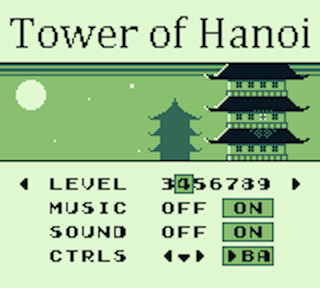 Tower of Hanoi
◀ LEVEL 3456789 ▶
MUSIC OFF ON
SOUND OFF ON
CTRLS ◀▼▶ ▶BA